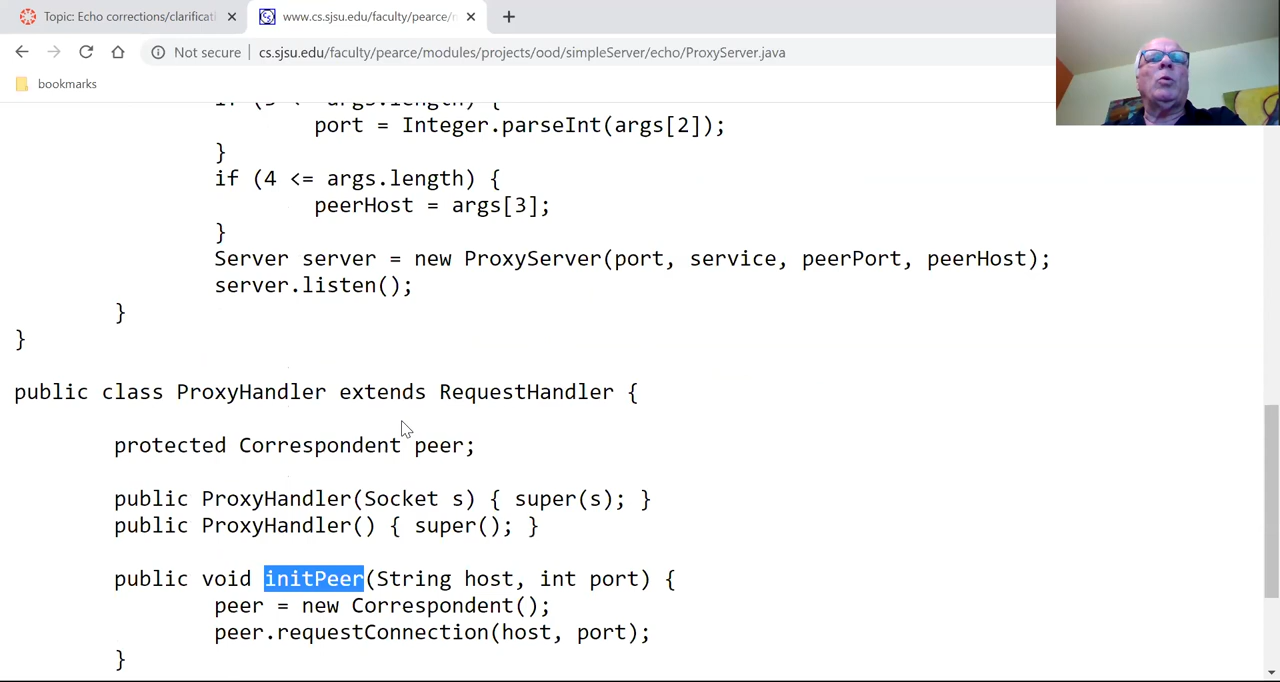 Topic: Echo corrections/clarificati
www.cs.sjsu.edu/faculty/pearce/
Not secure
cs.sjsu.edu/faculty/pearce/modules/projects/ood/simpleServer/echo/ProxyServer.java
bookmarks
args.length) {
port = Integer.parseInt(args[2]);
}
if (4 <= args.length) {
peerHost = args[3];
}
Server server = new ProxyServer(port, service, peerPort, peerHost);
server.listen();
}
}
public class ProxyHandler extends RequestHandler {
protected Correspondent peer;
public ProxyHandler(Socket s) { super(s); }
public ProxyHandler() { super(); }
public void initPeer(String host, int port) {
peer = new Correspondent();
peer.requestConnection(host, port);
}